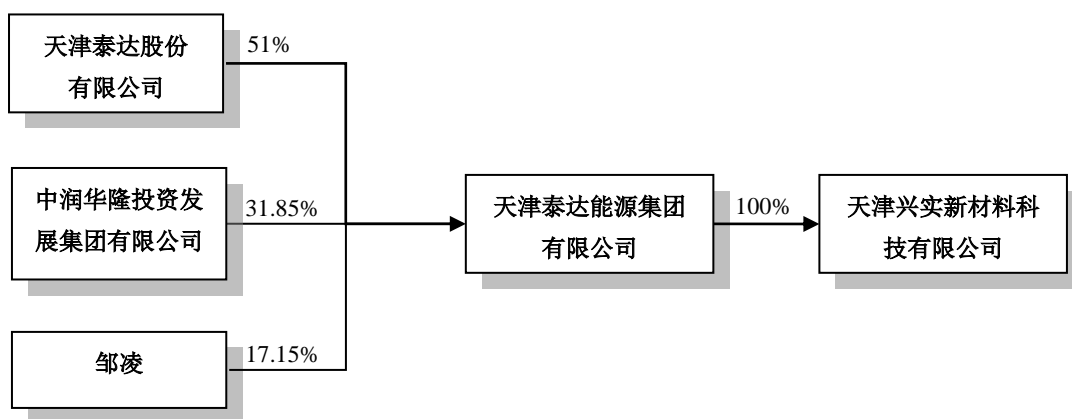 天津泰达股份
有限公司
51%
中润华隆投资发
展集团有限公司
31.85%
天津泰达能源集团
有限公司
100%
天津兴实新材料科
技有限公司
邹凌
17.15%